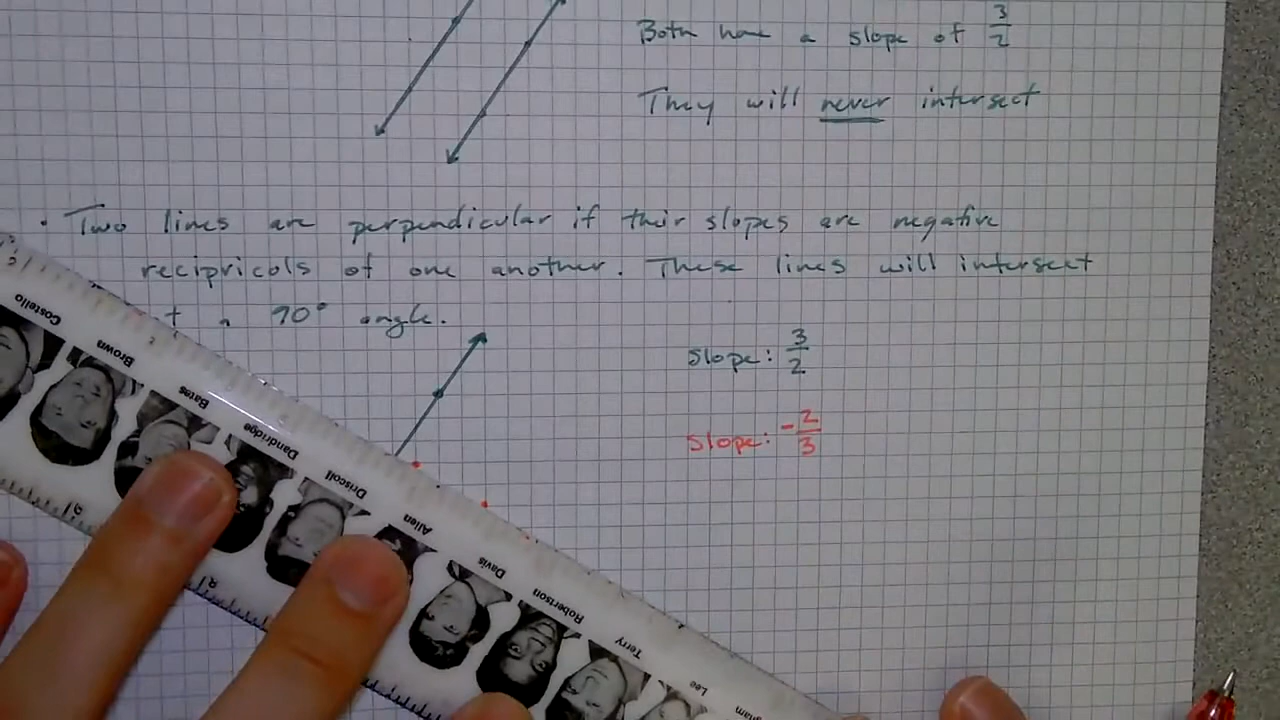 Both have a slope of 3/2
They will never intersect
• Two lines are perpendicular if their slopes are negative
recipricols of one another. These lines will intersect
90° angle.
slope: 3/2
slope: -2/3
Costello
Brown
Bates
Dandridge
Driscoll
Allen
Davis
Robertson
Terry
Lee